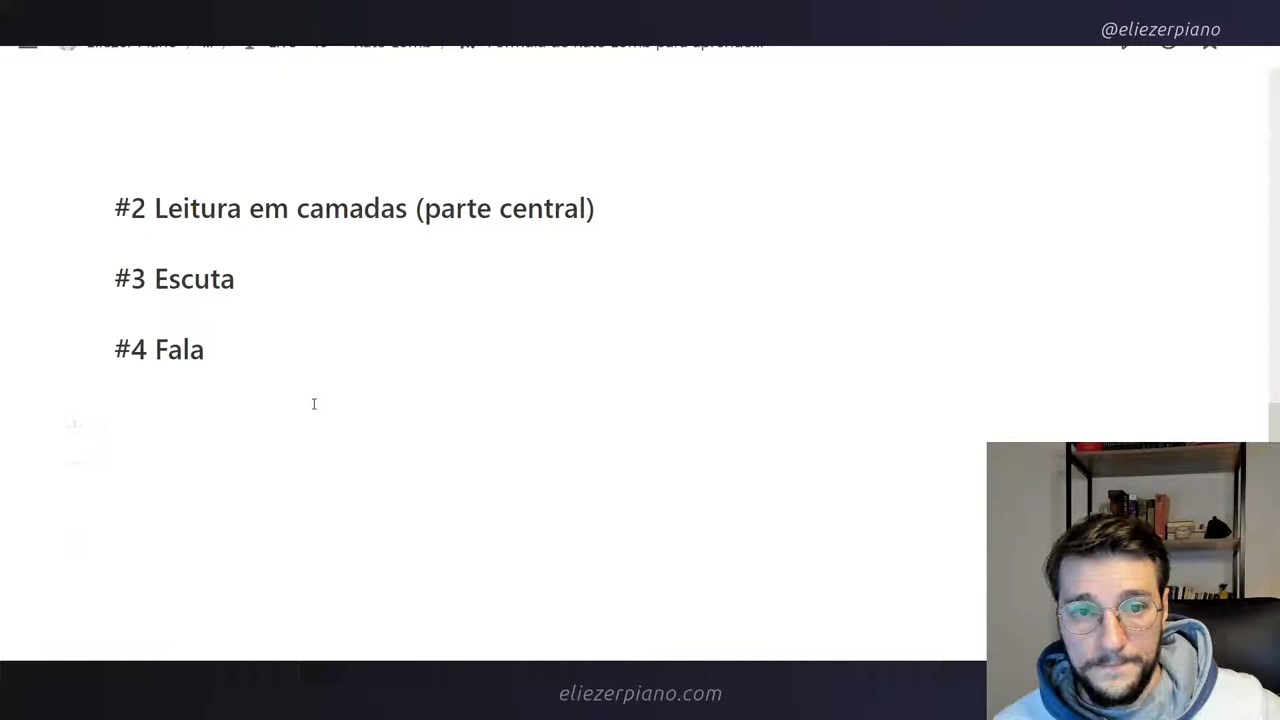 @eliezerpiano
#2 Leitura em camadas (parte central)
#3 Escuta
#4 Fala
eliezerpiano.com